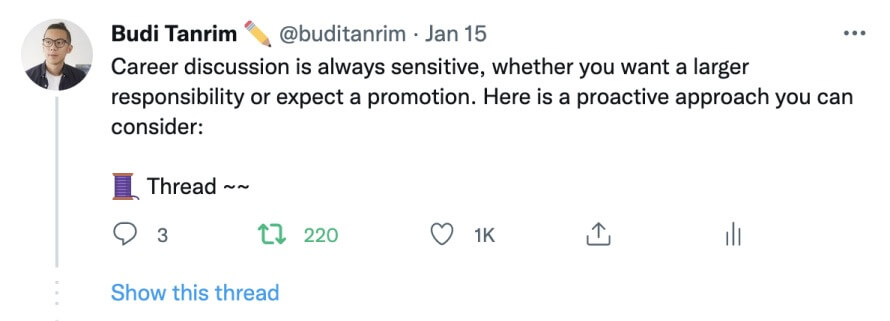 Budi Tanrim ✏️ @buditanrim · Jan 15
Career discussion is always sensitive, whether you want a larger
responsibility or expect a promotion. Here is a proactive approach you can
consider:
🧵 Thread ~~
3 220 1K
Show this thread